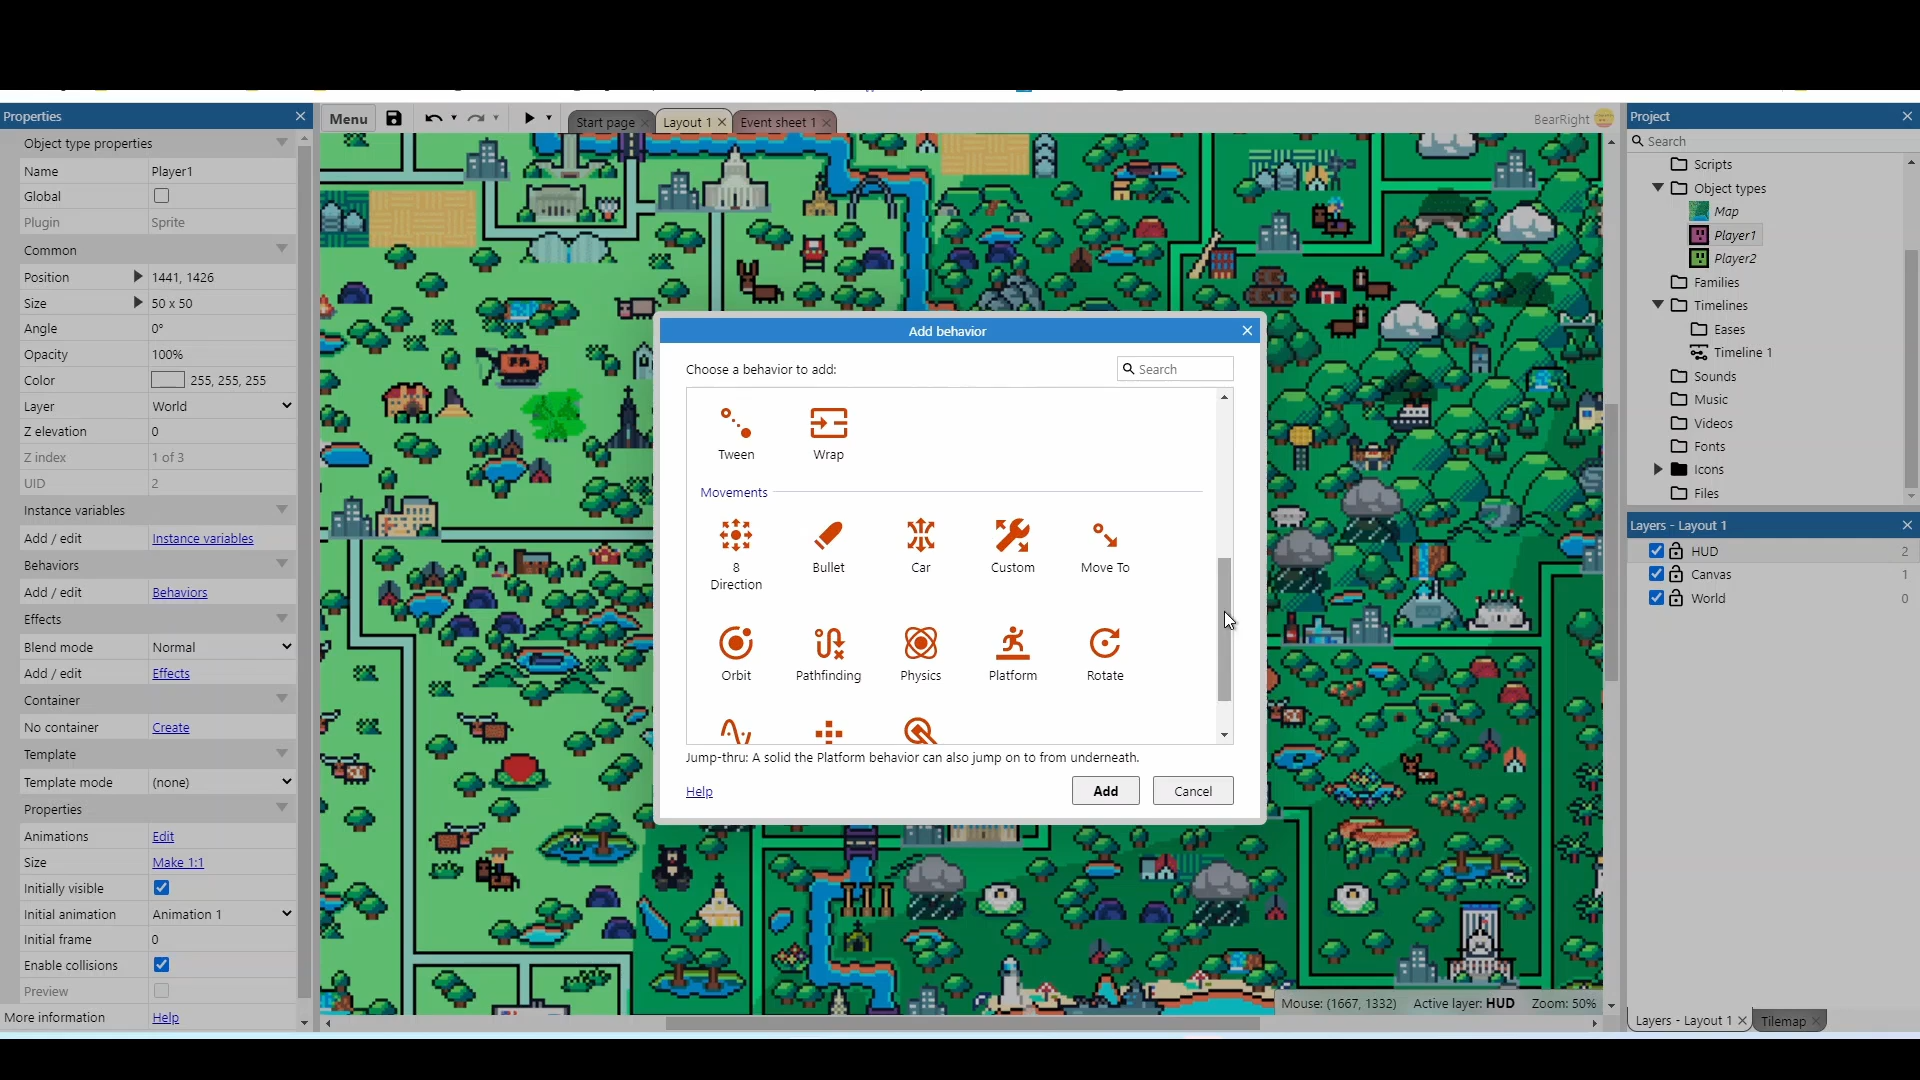 Properties
Object type properties
Name Player1
Global
Plugin Sprite
Common
Position 1441, 1426
Size 50 x 50
Angle 0°
Opacity 100%
Color 255, 255, 255
Layer World
Z elevation 0
Z index 1 of 3
UID 2
Instance variables
Add / edit Instance variables
Behaviors
Add / edit Behaviors
Effects
Blend mode Normal
Add / edit Effects
Container
No container Create
Template
Template mode (none)
Properties
Animations Edit
Size Make 1:1
Initially visible
Initial animation Animation 1
Initial frame 0
Enable collisions
Preview
More information Help
Menu
Start page
Layout 1
Event sheet 1
BearRight
Add behavior
Choose a behavior to add:
Search
Tween
Wrap
Movements
8
Direction
Bullet
Car
Custom
Move To
Orbit
Pathfinding
Physics
Platform
Rotate
Jump-thru: A solid the Platform behavior can also jump on to from underneath.
Help
Add
Cancel
Mouse: (1667, 1332) Active layer: HUD Zoom: 50%
Project
Search
Scripts
Object types
Map
Player1
Player2
Families
Timelines
Eases
Timeline 1
Sounds
Music
Videos
Fonts
Icons
Files
Layers - Layout 1
HUD 2
Canvas 1
World 0
Layers - Layout 1
Tilemap